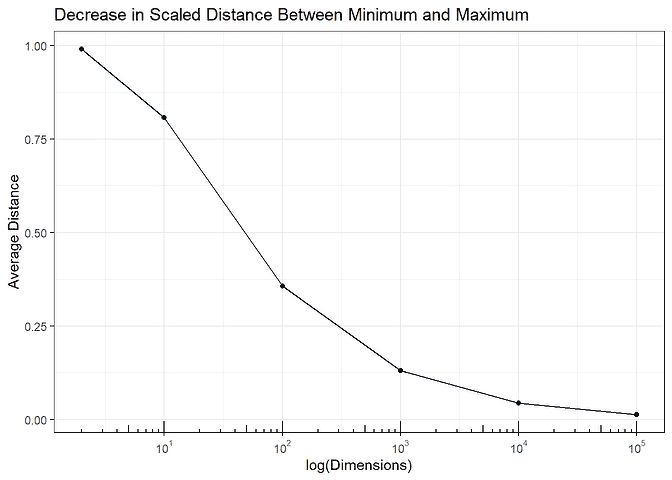 Decrease in Scaled Distance Between Minimum and Maximum
1.00
0.75
0.50
0.25
0.00
Average Distance
10¹ 10² 10³ 10⁴ 10⁵
log(Dimensions)